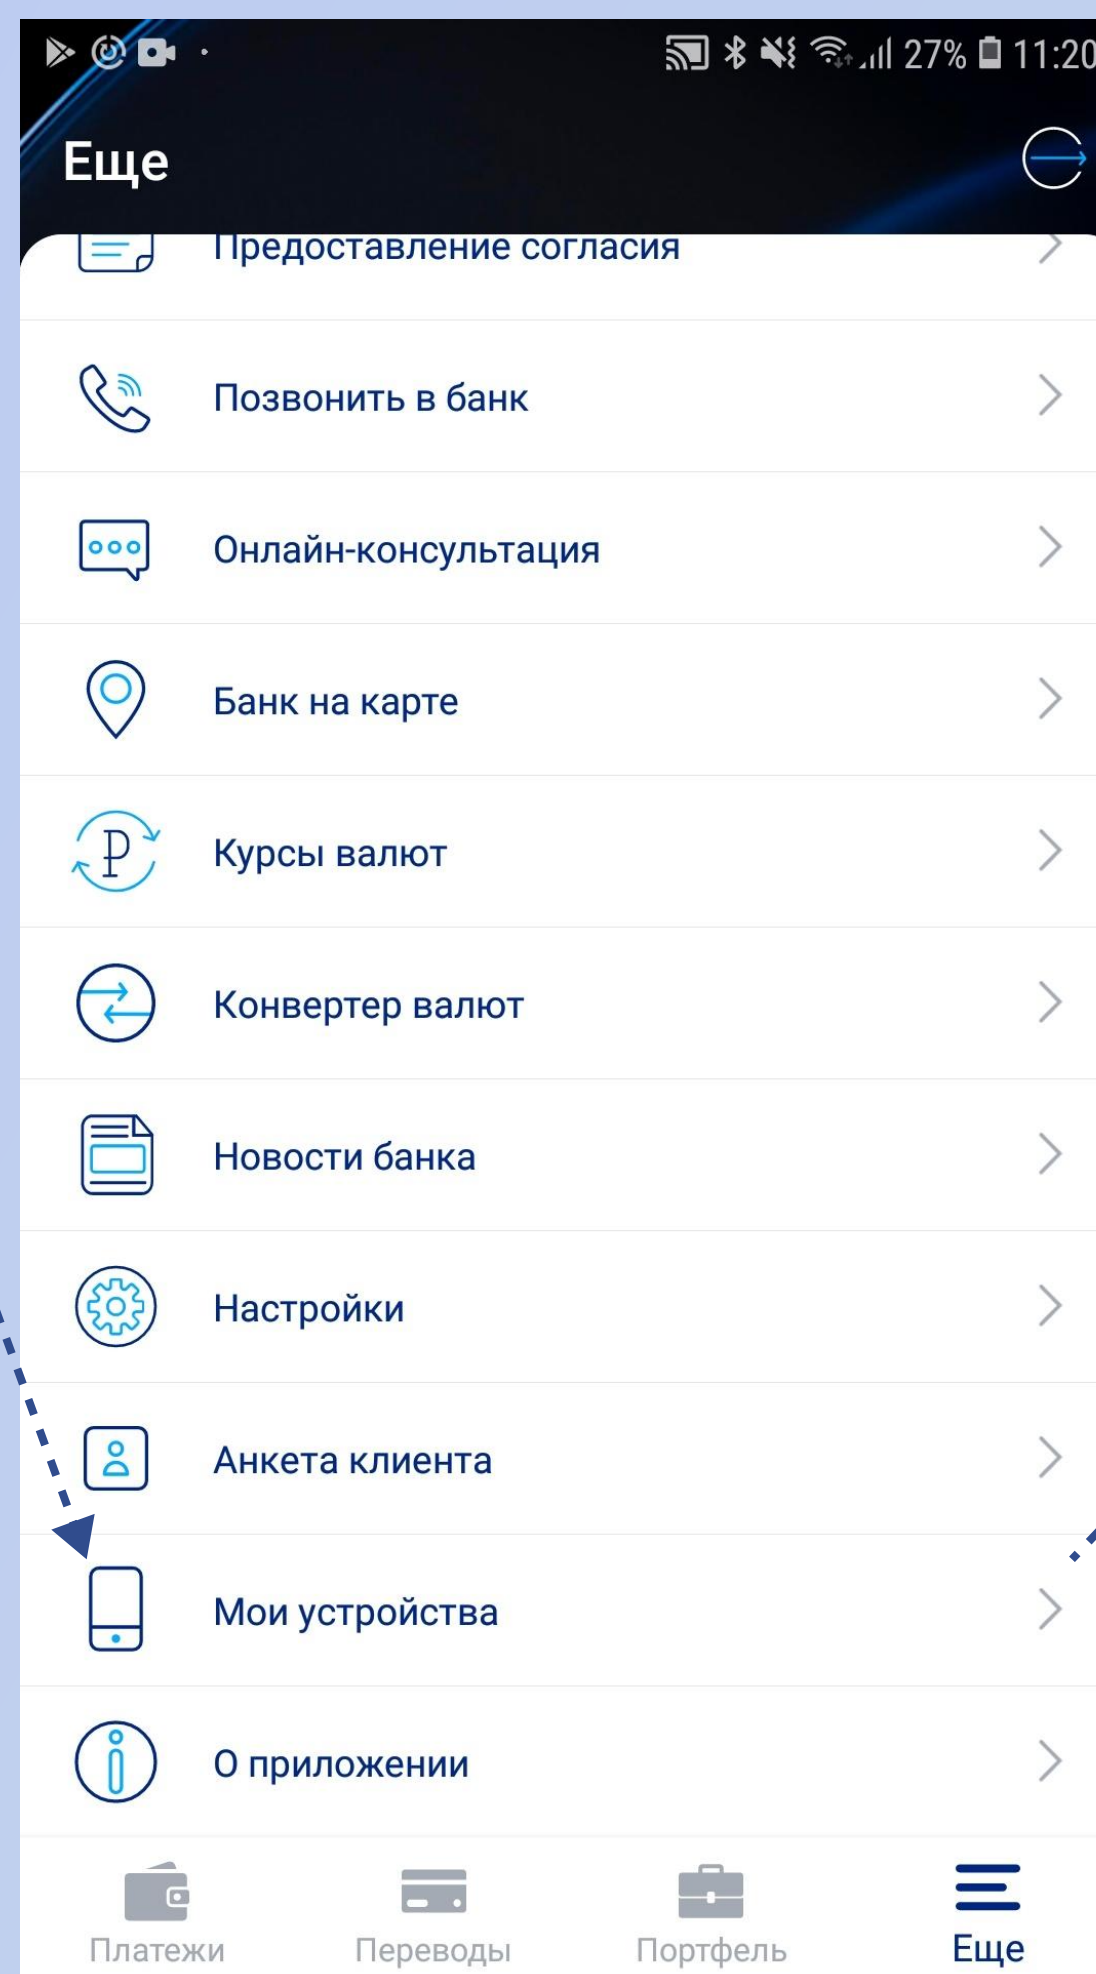 27% 11:20
Еще
Предоставление согласия
Позвонить в банк
Онлайн-консультация
Банк на карте
Курсы валют
Конвертер валют
Новости банка
Настройки
Анкета клиента
Мои устройства
О приложении
Платежи Переводы Портфель Еще